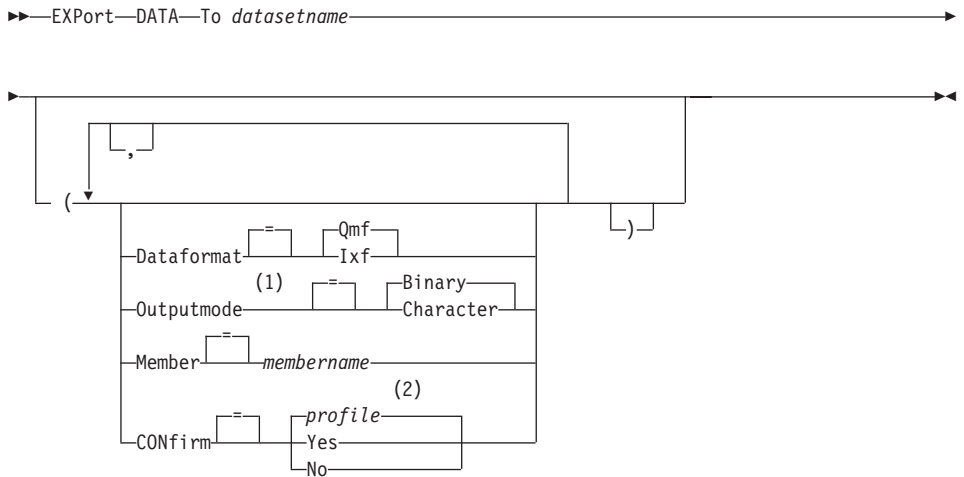 EXPort DATA To datasetname
,
(
)
= Qmf
Dataformat Ixf
(1) = Binary
Outputmode Character
=
Member membername
(2)
= profile
CONfirm Yes
No